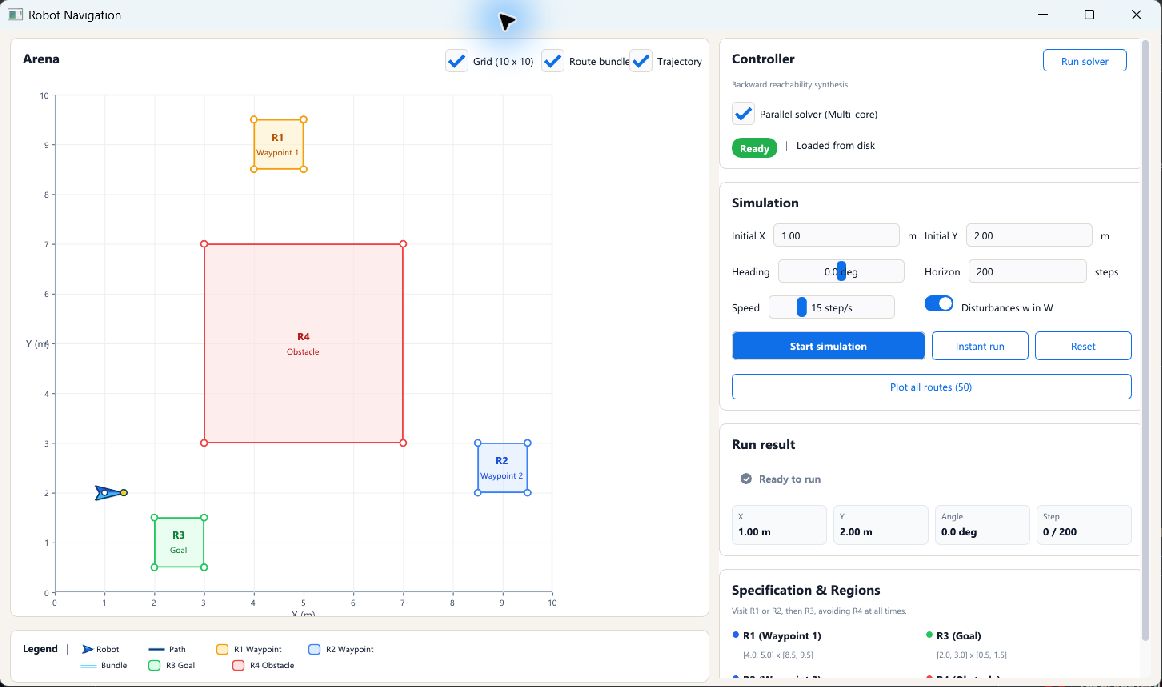 Robot Navigation
Arena
Grid (10 x 10)
Route bundle
Trajectory
10
9
8
7
6
Y (m)
4
3
2
1
0
0 1 2 3 4 5 6 7 8 9 10
X (m)
R1
Waypoint 1
R4
Obstacle
R2
Waypoint 2
R3
Goal
Legend | Robot Path R1 Waypoint R2 Waypoint
Bundle R3 Goal R4 Obstacle
Controller
Run solver
Backward reachability synthesis
Parallel solver (Multi-core)
Ready | Loaded from disk
Simulation
Initial X 1.00 m Initial Y 2.00 m
Heading 0.0 deg Horizon 200 steps
Speed 15 step/s Disturbances w in W
Start simulation Instant run Reset
Plot all routes (50)
Run result
Ready to run
X Y Angle Step
1.00 m 2.00 m 0.0 deg 0 / 200
Specification & Regions
Visit R1 or R2, then R3, avoiding R4 at all times.
R1 (Waypoint 1) R3 (Goal)
[4.0, 5.0] x [8.5, 9.5] [2.0, 3.0] x [0.5, 1.5]